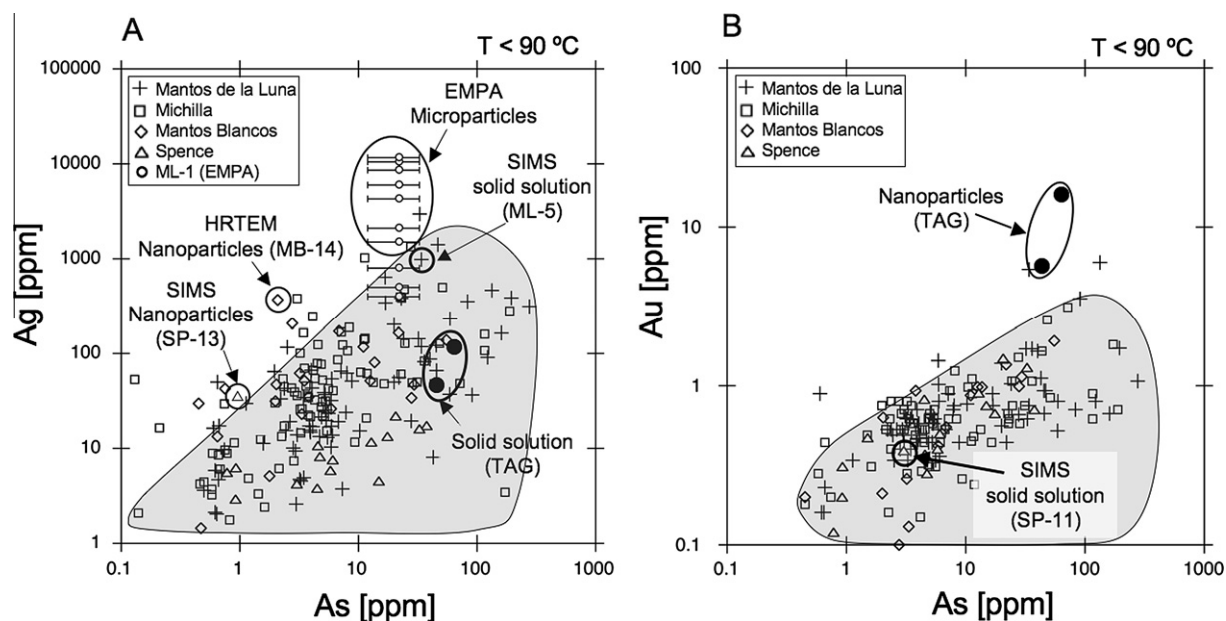 A
T < 90 ºC
Ag [ppm]
100000
10000
1000
100
10
1
Mantos de la Luna
Michilla
Mantos Blancos
Spence
ML-1 (EMPA)
EMPA
Microparticles
SIMS
solid solution
(ML-5)
HRTEM
Nanoparticles (MB-14)
SIMS
Nanoparticles
(SP-13)
Solid solution
(TAG)
0.1
1
10
100
1000
As [ppm]
B
T < 90 ºC
Au [ppm]
100
10
1
0.1
Mantos de la Luna
Michilla
Mantos Blancos
Spence
Nanoparticles
(TAG)
SIMS
solid solution
(SP-11)
0.1
1
10
100
1000
As [ppm]